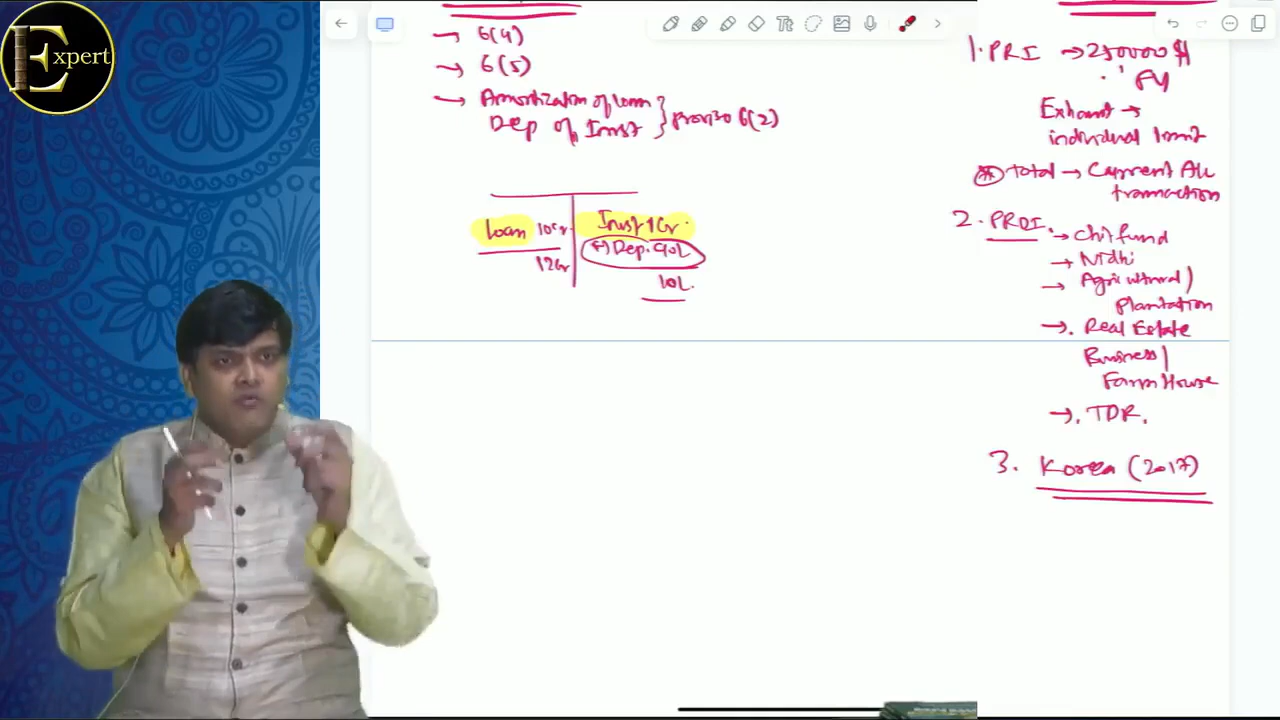 Expert
→ 6(4)
→ 6(5)
→ Amortization of loan
Dep of Invst } proviso 6(2)
loan 10Cr
12Cr
Invst 1Cr
(+) Dep. 90L
10L
1. PRI → 250000 $
FY
Exhaust →
individual limit
* Total → Current A/c
transaction
2. PROI
→ Chit fund
→ Nidhi
→ Agricultural/
Plantation
→ Real Estate
Business/
Farm House
→ TDR.
3. Korea (2017)